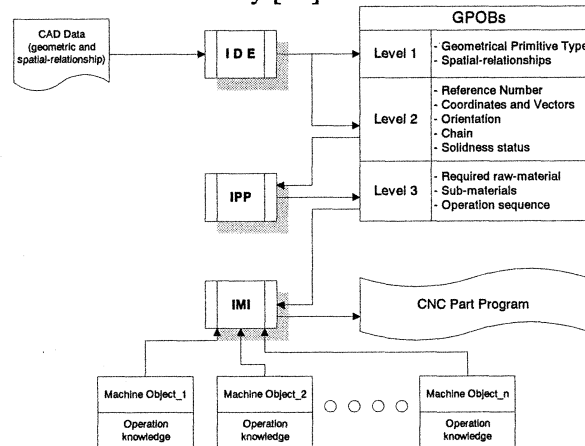 GPOBs
CAD Data
(geometric and
spatial-relationship)
I D E
Level 1
- Geometrical Primitive Type
- Spatial-relationships
Level 2
- Reference Number
- Coordinates and Vectors
- Orientation
- Chain
- Solidness status
IPP
Level 3
- Required raw-material
- Sub-materials
- Operation sequence
IMI
CNC Part Program
Machine Object_1
Operation
knowledge
Machine Object_2
Operation
knowledge
Machine Object_n
Operation
knowledge